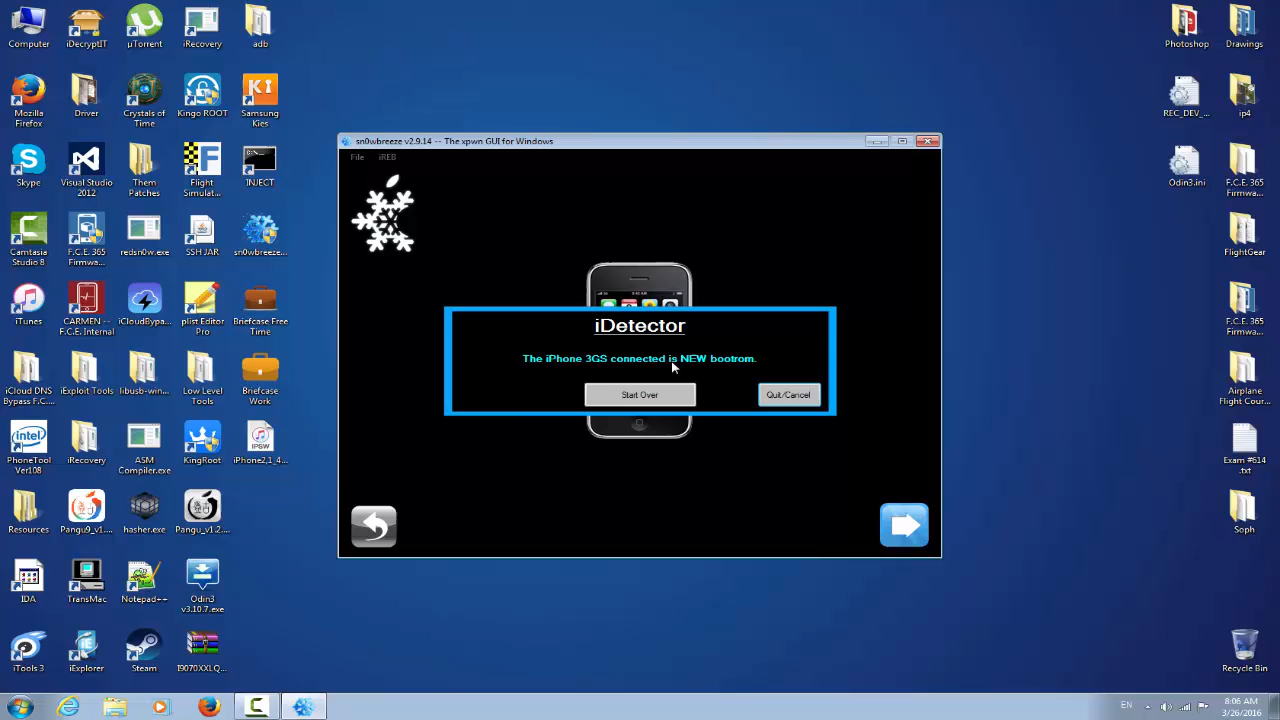 Computer
iDecryptIT
µTorrent
iRecovery
adb
Mozilla
Firefox
Driver
Crystals of
Time
Kingo ROOT
Samsung
Kies
Skype
Visual Studio
2012
Them
Patches
Flight
Simulat...
INJECT
Camtasia
Studio 8
F.C.E. 365
Firmwa...
redsn0w.exe
SSH JAR
sn0wbreeze...
iTunes
CARMEN --
F.C.E. Internal
iCloudBypa...
plist Editor
Pro
Briefcase Free
Time
iCloud DNS
Bypass F.C....
iExploit Tools
libusb-win...
Low Level
Tools
Briefcase
Work
PhoneTool
Ver108
iRecovery
ASM
Compiler.exe
KingRoot
iPhone2,1_4...
Resources
Pangu9_v1....
hasher.exe
Pangu_v1.2....
IDA
TransMac
Notepad++
Odin3
v3.10.7.exe
iTools 3
iExplorer
Steam
I9070XXLQ...
sn0wbreeze v2.9.14 -- The xpwn GUI for Windows
File
iREB
iDetector
The iPhone 3GS connected is NEW bootrom.
Start Over
Quit/Cancel
Photoshop
Drawings
REC_DEV_...
ip4
Odin3.ini
F.C.E. 365
Firmwa...
FlightGear
F.C.E. 365
Firmwa...
Airplane
Flight Cour...
Exam #614
.txt
Soph
Recycle Bin
EN
8:06 AM
3/26/2016